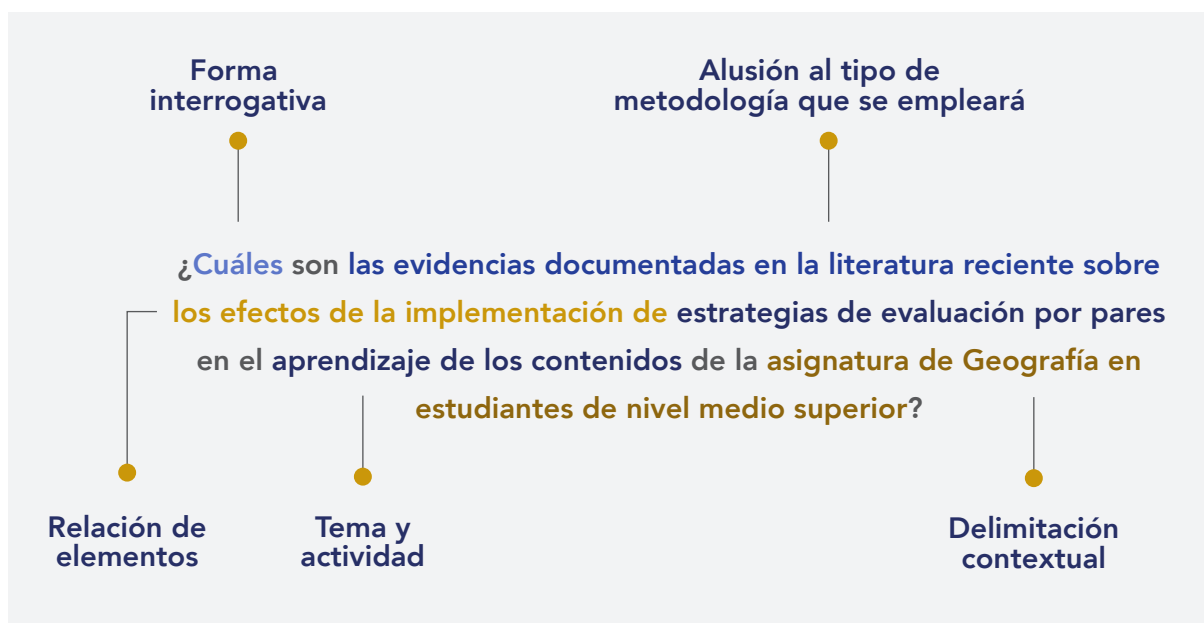 Forma
interrogativa
Alusión al tipo de
metodología que se empleará
¿Cuáles son las evidencias documentadas en la literatura reciente sobre
los efectos de la implementación de estrategias de evaluación por pares
en el aprendizaje de los contenidos de la asignatura de Geografía en
estudiantes de nivel medio superior?
Relación de
elementos
Tema y
actividad
Delimitación
contextual